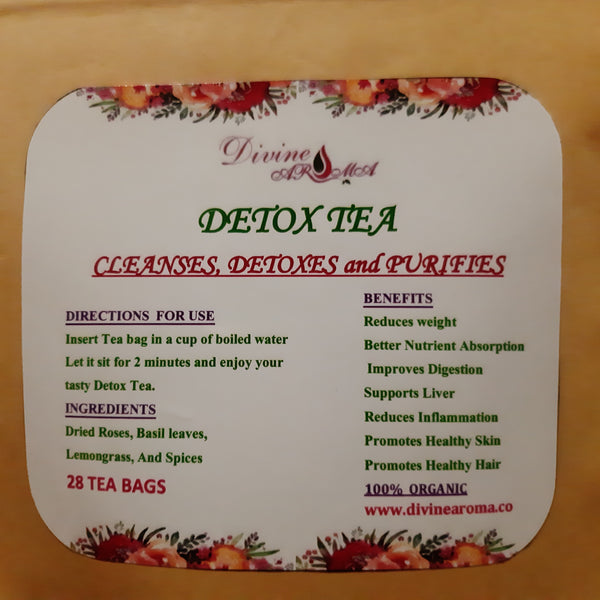 Divine
AROMA
DETOX TEA
CLEANSES, DETOXES and PURIFIES
DIRECTIONS FOR USE
Insert Tea bag in a cup of boiled water
Let it sit for 2 minutes and enjoy your
tasty Detox Tea.
INGREDIENTS
Dried Roses, Basil leaves,
Lemongrass, And Spices
28 TEA BAGS
BENEFITS
Reduces weight
Better Nutrient Absorption
Improves Digestion
Supports Liver
Reduces Inflammation
Promotes Healthy Skin
Promotes Healthy Hair
100% ORGANIC
www.divinearoma.co